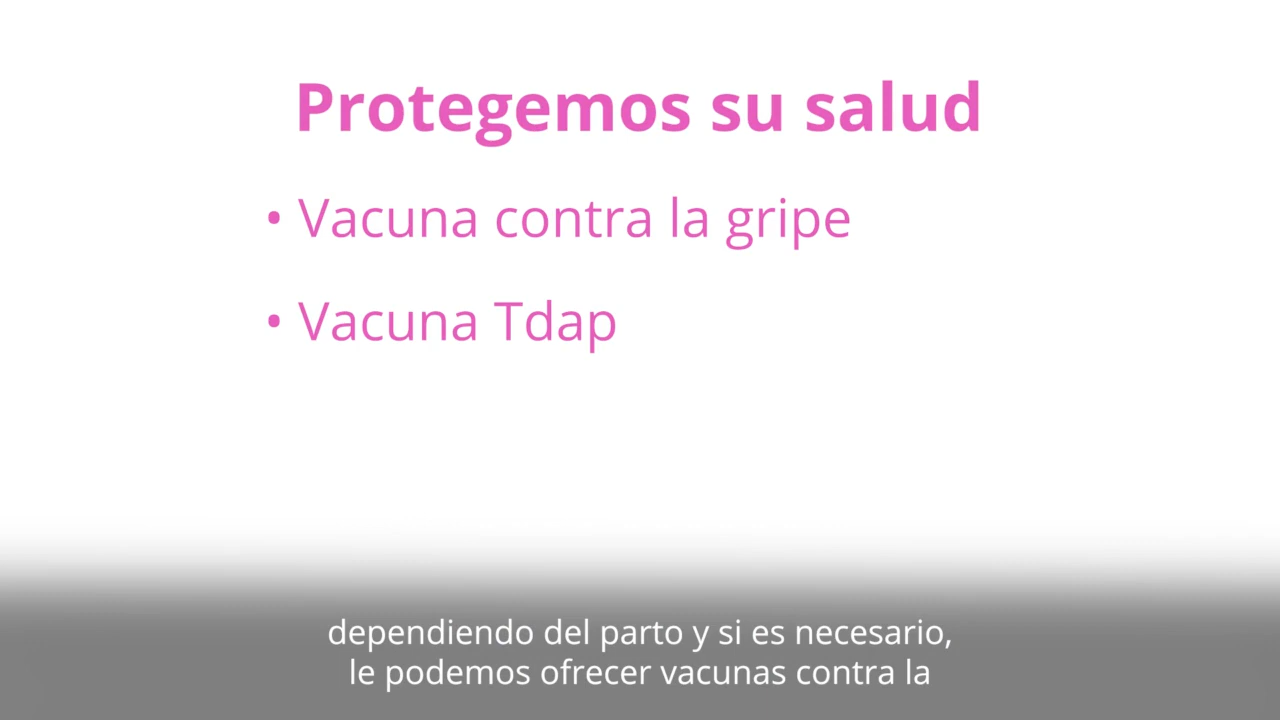 Protegemos su salud
• Vacuna contra la gripe
• Vacuna Tdap
dependiendo del parto y si es necesario,
le podemos ofrecer vacunas contra la